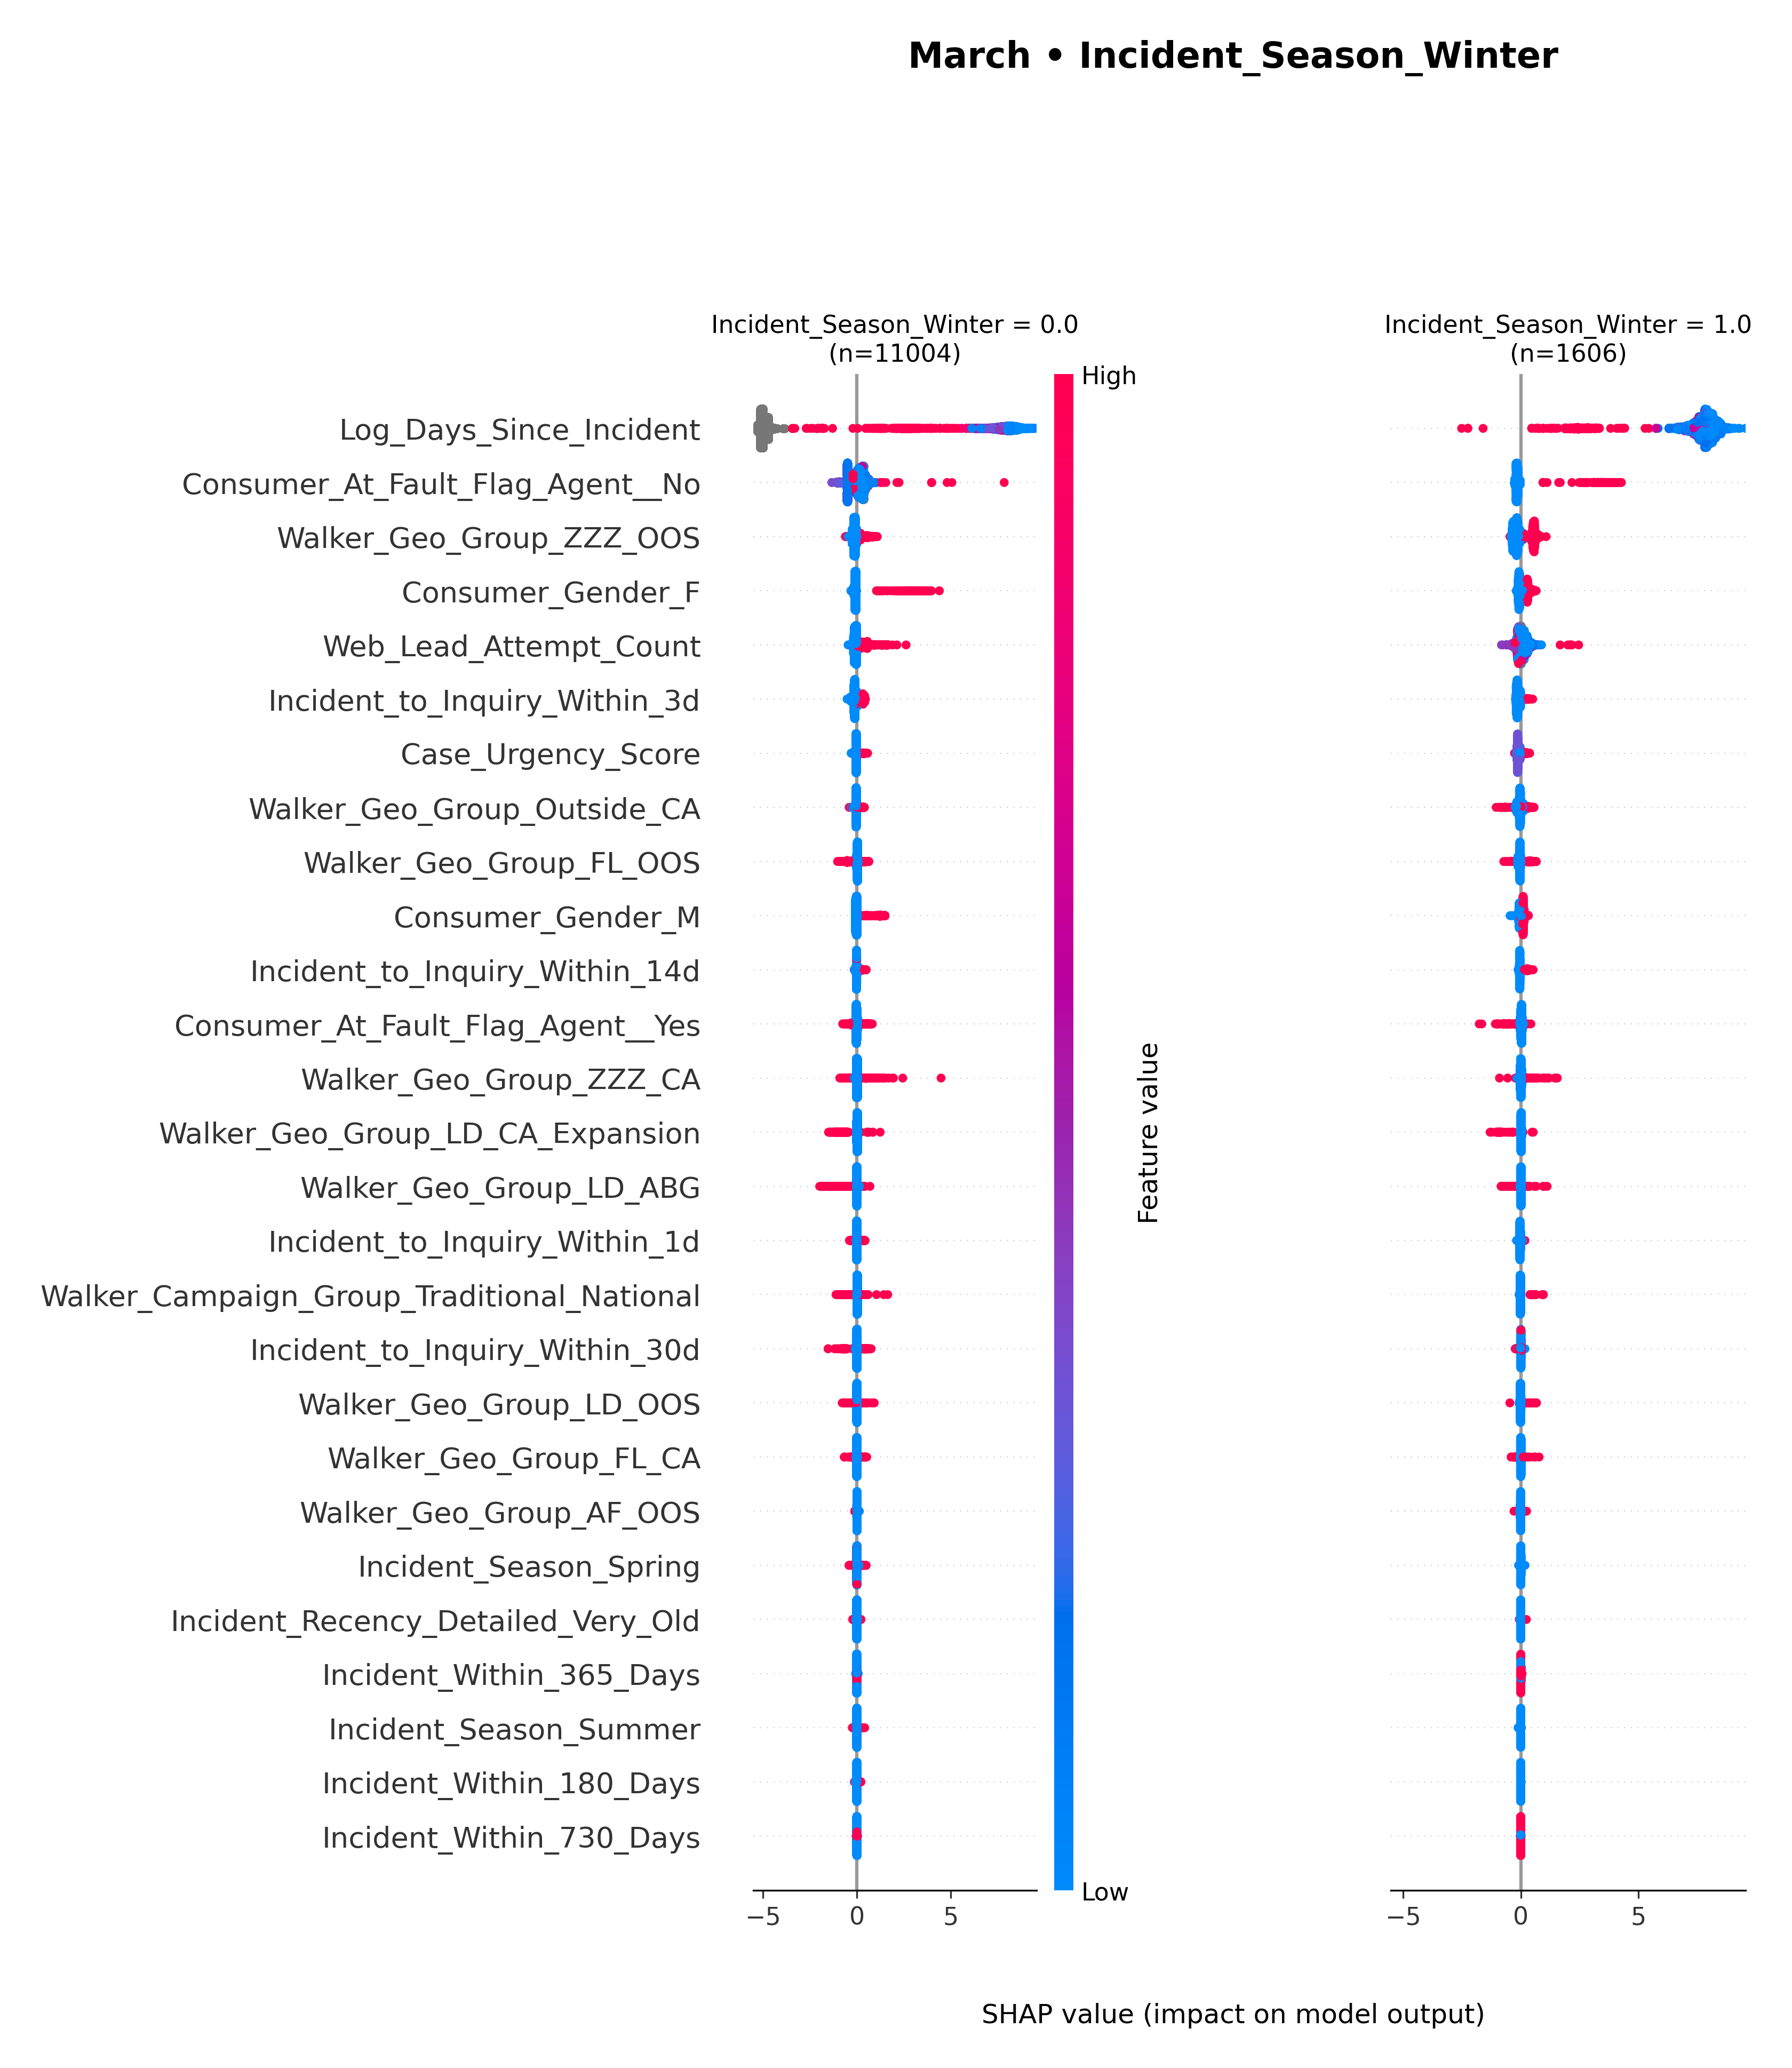 March • Incident_Season_Winter
Incident_Season_Winter = 0.0
(n=11004)
Incident_Season_Winter = 1.0
(n=1606)
High
Log_Days_Since_Incident
Consumer_At_Fault_Flag_Agent__No
Walker_Geo_Group_ZZZ_OOS
Consumer_Gender_F
Web_Lead_Attempt_Count
Incident_to_Inquiry_Within_3d
Case_Urgency_Score
Walker_Geo_Group_Outside_CA
Walker_Geo_Group_FL_OOS
Consumer_Gender_M
Incident_to_Inquiry_Within_14d
Consumer_At_Fault_Flag_Agent__Yes
Walker_Geo_Group_ZZZ_CA
Walker_Geo_Group_LD_CA_Expansion
Walker_Geo_Group_LD_ABG
Incident_to_Inquiry_Within_1d
Walker_Campaign_Group_Traditional_National
Incident_to_Inquiry_Within_30d
Walker_Geo_Group_LD_OOS
Walker_Geo_Group_FL_CA
Walker_Geo_Group_AF_OOS
Incident_Season_Spring
Incident_Recency_Detailed_Very_Old
Incident_Within_365_Days
Incident_Season_Summer
Incident_Within_180_Days
Incident_Within_730_Days
Feature value
Low
−5 0 5
−5 0 5
SHAP value (impact on model output)